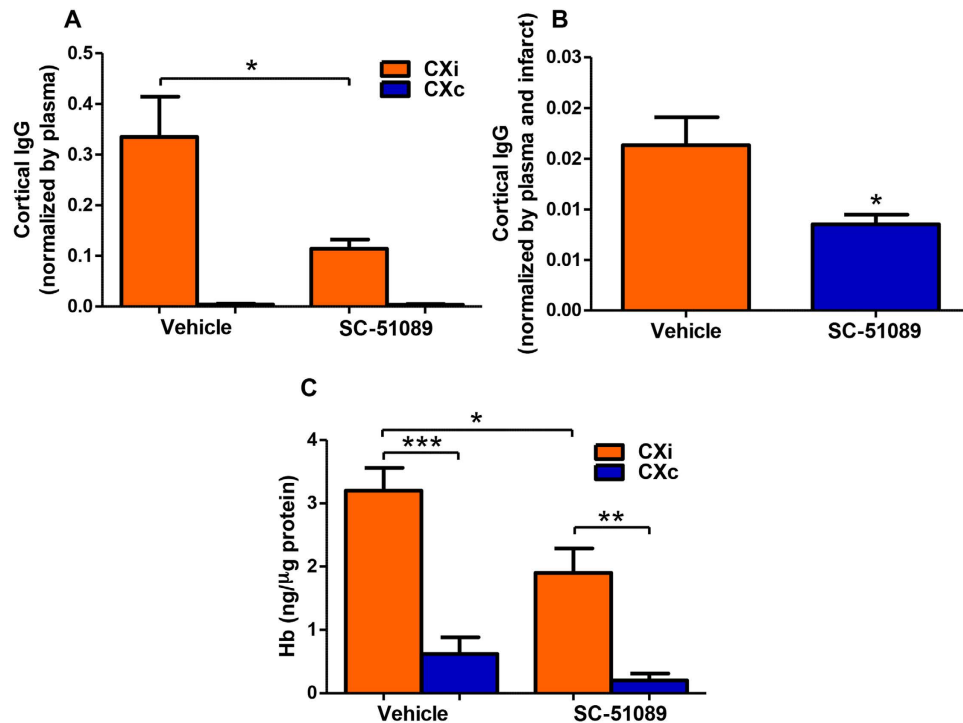 A
Cortical IgG
(normalized by plasma)
0.5
0.4
0.3
0.2
0.1
0.0
*
CXi
CXc
Vehicle
SC-51089
B
Cortical IgG
(normalized by plasma and infarct)
0.03
0.02
0.02
0.01
0.01
0.00
*
Vehicle
SC-51089
C
Hb (ng/μg protein)
4
3
2
1
0
*
***
**
CXi
CXc
Vehicle
SC-51089